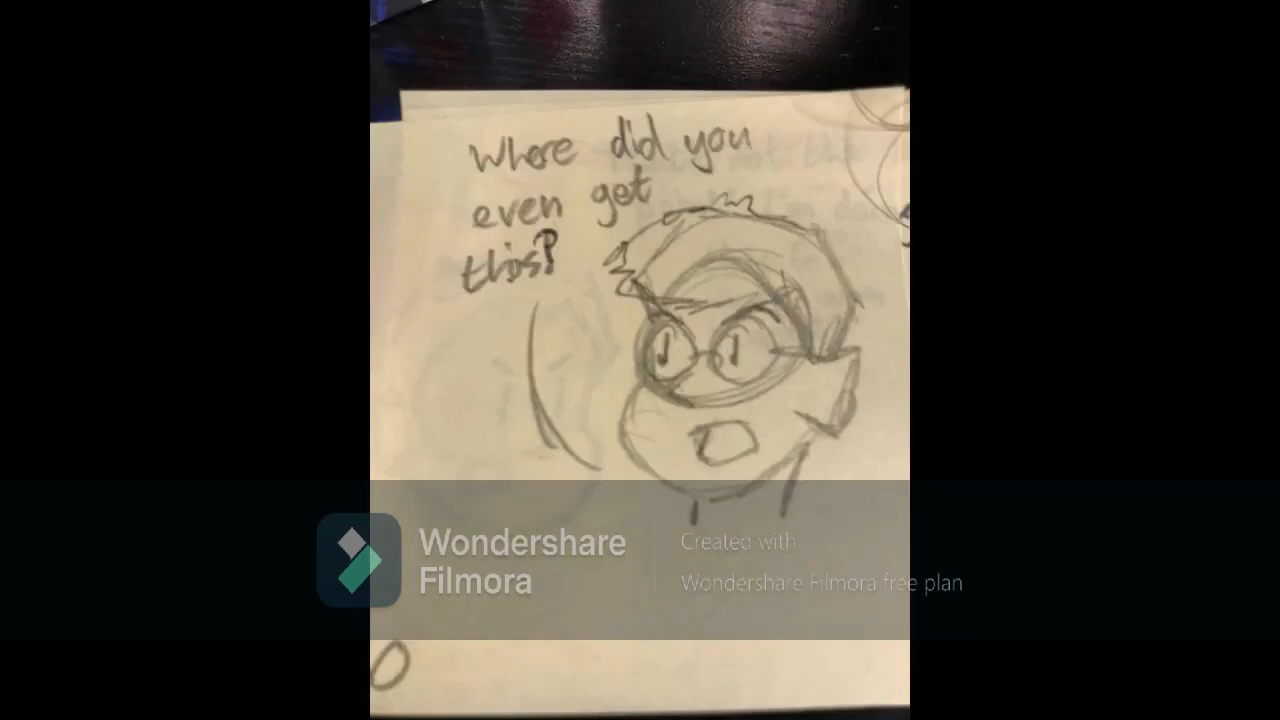 Where did you
even get
this?
Wondershare
Filmora
Created with
Wondershare Filmora free plan